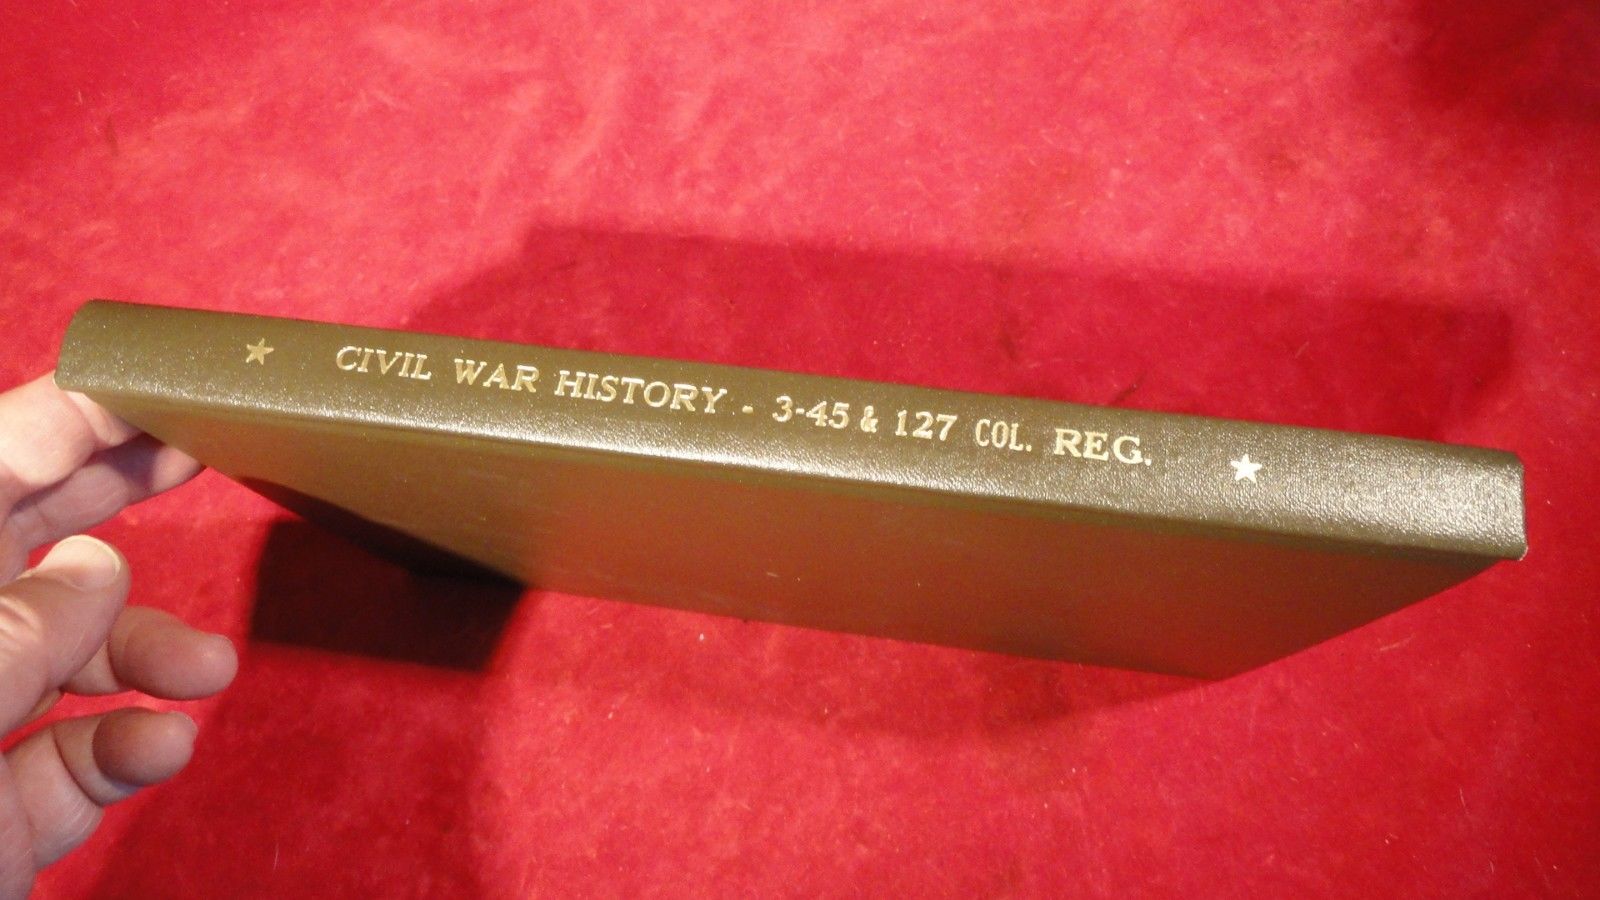 ★ CIVIL WAR HISTORY - 3-45 & 127 COL. REG. ★